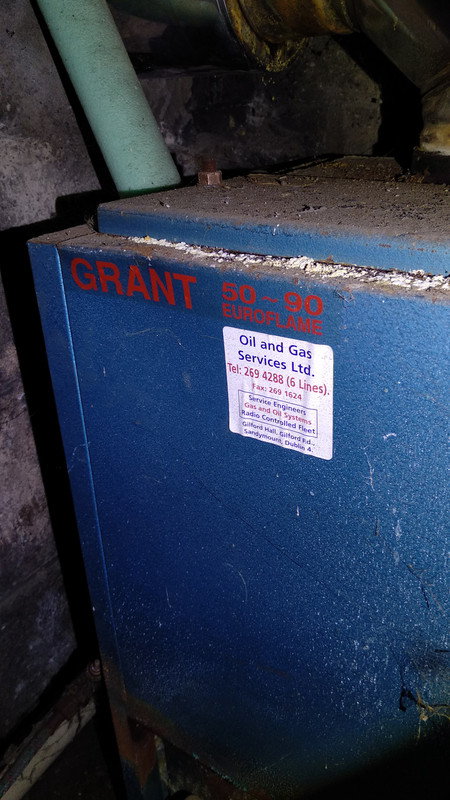 GRANT 50~90
EUROFLAME
Oil and Gas
Services Ltd.
Tel: 269 4288 (6 Lines).
Fax: 269 1624
Service Engineers
Gas and Oil Systems
Radio Controlled Fleet
Gilford Hall, Gilford Rd.,
Sandymount, Dublin 4.